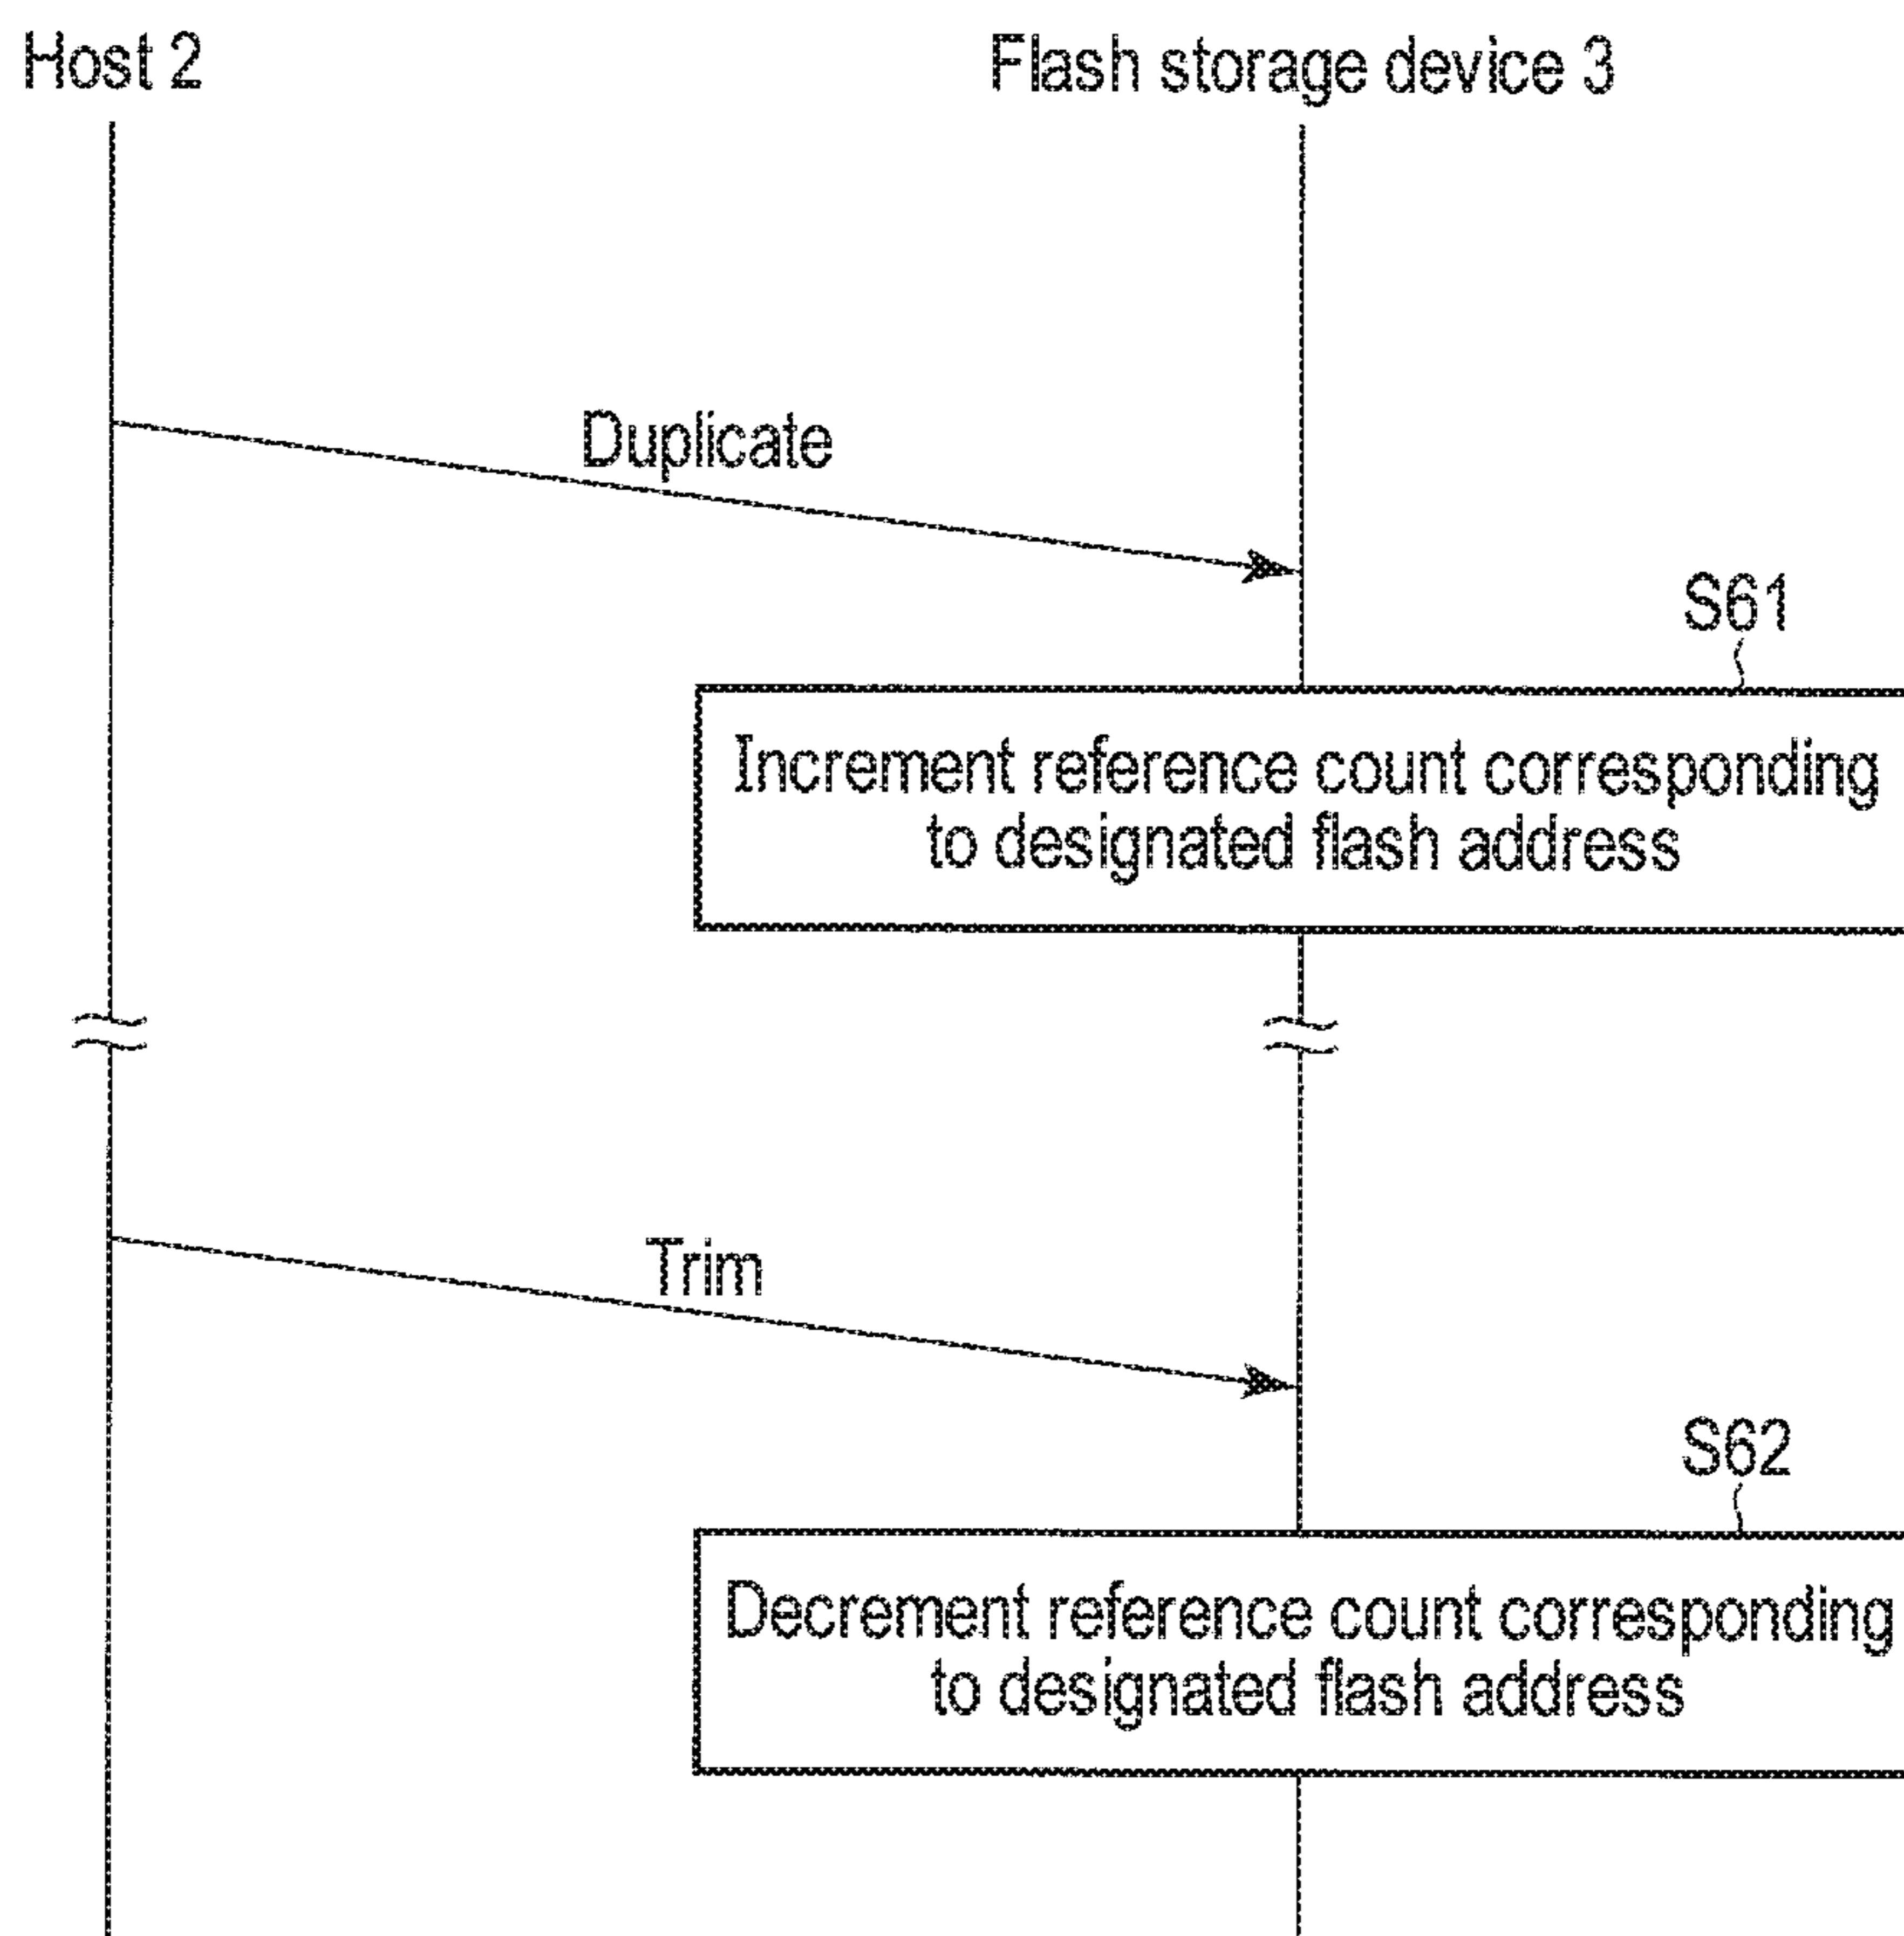 Host 2
Flash storage device 3
Duplicate
S61
Increment reference count corresponding
to designated flash address
Trim
S62
Decrement reference count corresponding
to designated flash address